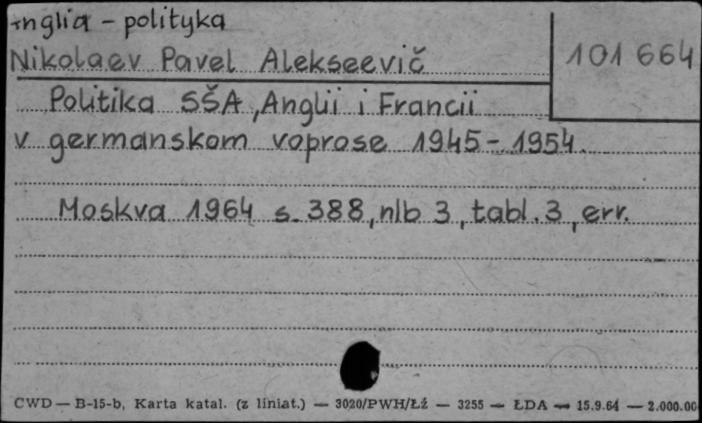 Anglia - polityka
Nikolaev Pavel Alekseevič
101 664
Politika SŠA, Anglii i Francii
v germanskom voprose 1945-1954.
Moskva 1964 s. 388, nlb 3, tabl. 3, err.
CWD — B-15-b, Karta katal. (z liniat.) — 3020/PWH/Łż — 3255 — ŁDA — 15.9.64 — 2.000.00